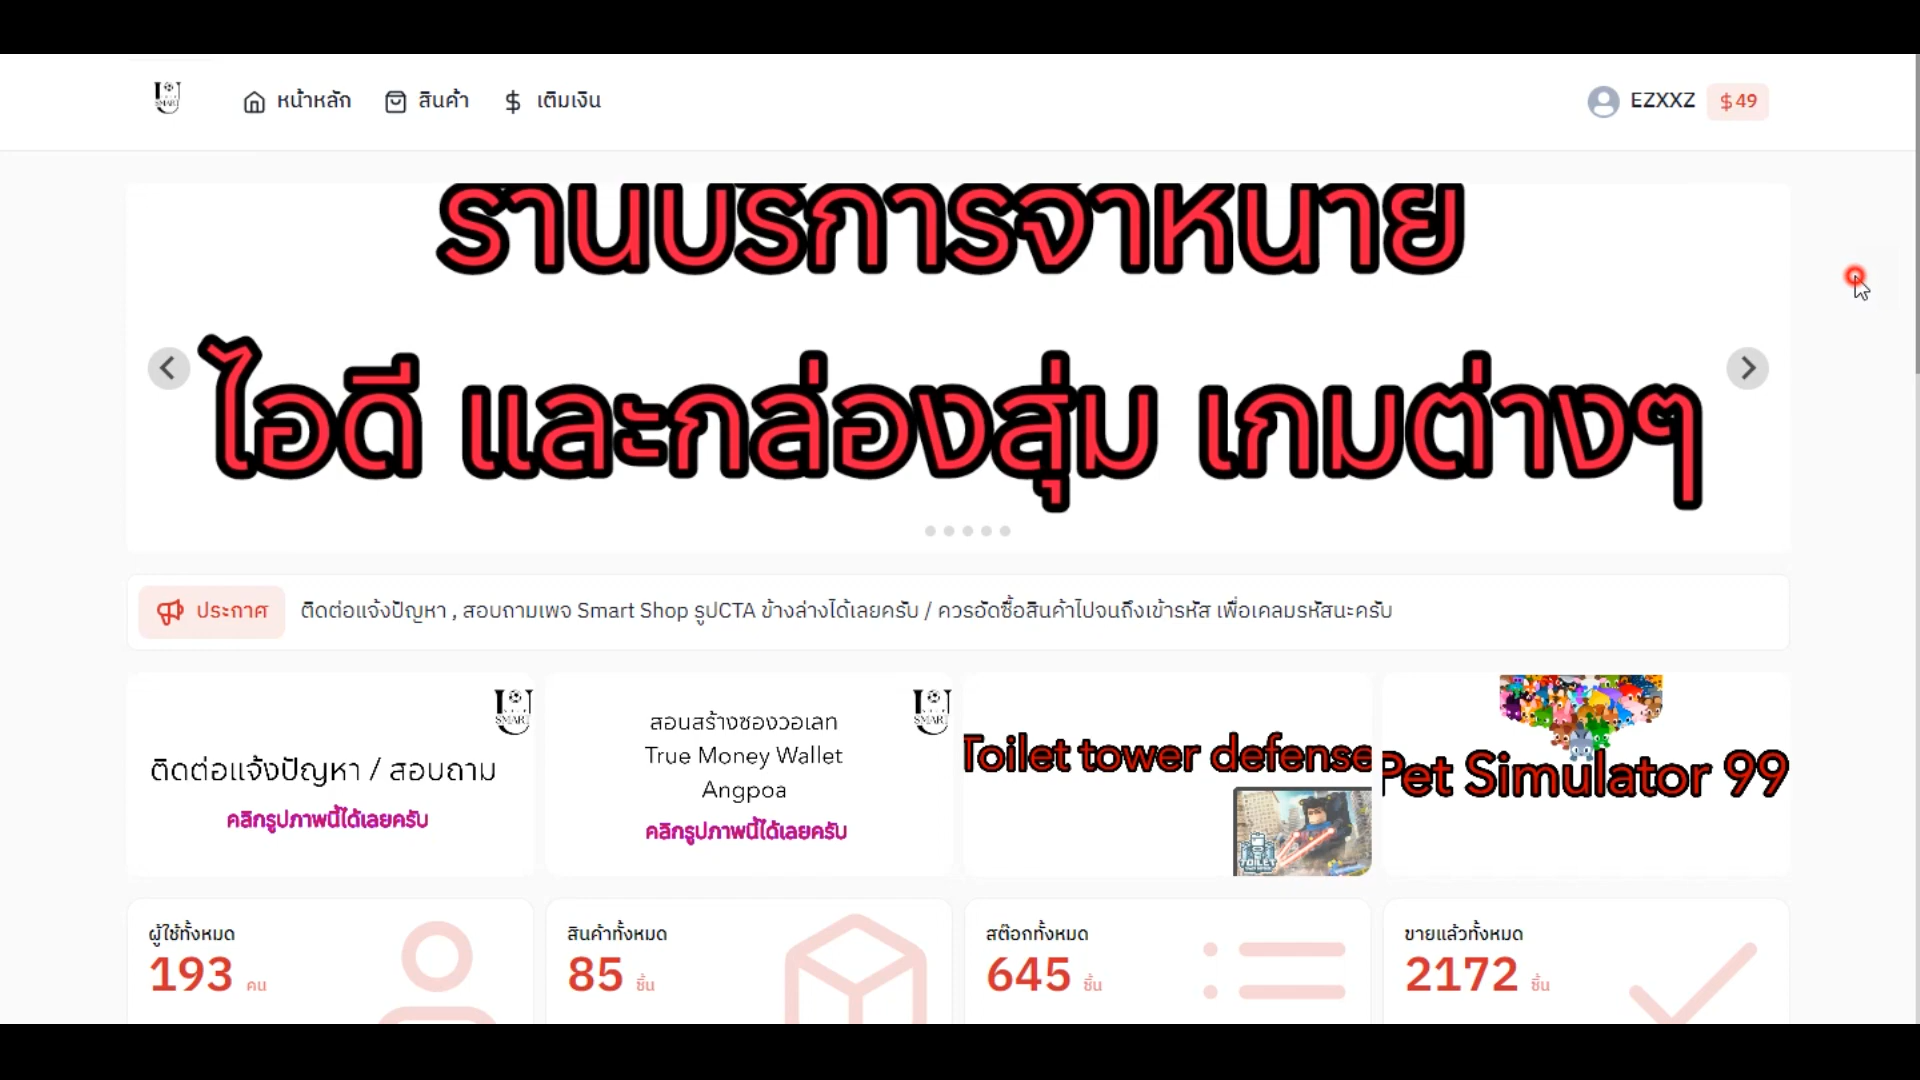 หน้าหลัก
สินค้า
เติมเงิน
EZXXZ
$49
ร้านบริการจำหน่าย
ไอดี และกล่องสุ่ม เกมต่างๆ
ประกาศ
ติดต่อแจ้งปัญหา , สอบถามเพจ Smart Shop รูปCTA ข้างล่างได้เลยครับ / ควรอัดซื้อสินค้าไปจนถึงเข้ารหัส เพื่อเคลมรหัสนะครับ
SMART
ติดต่อแจ้งปัญหา / สอบถาม
คลิกรูปภาพนี้ได้เลยครับ
SMART
สอนสร้างซองวอเลท
True Money Wallet
Angpoa
คลิกรูปภาพนี้ได้เลยครับ
Toilet tower defense
TOILET
Pet Simulator 99
ผู้ใช้ทั้งหมด
193 คน
สินค้าทั้งหมด
85 ชิ้น
สต๊อกทั้งหมด
645 ชิ้น
ขายแล้วทั้งหมด
2172 ชิ้น